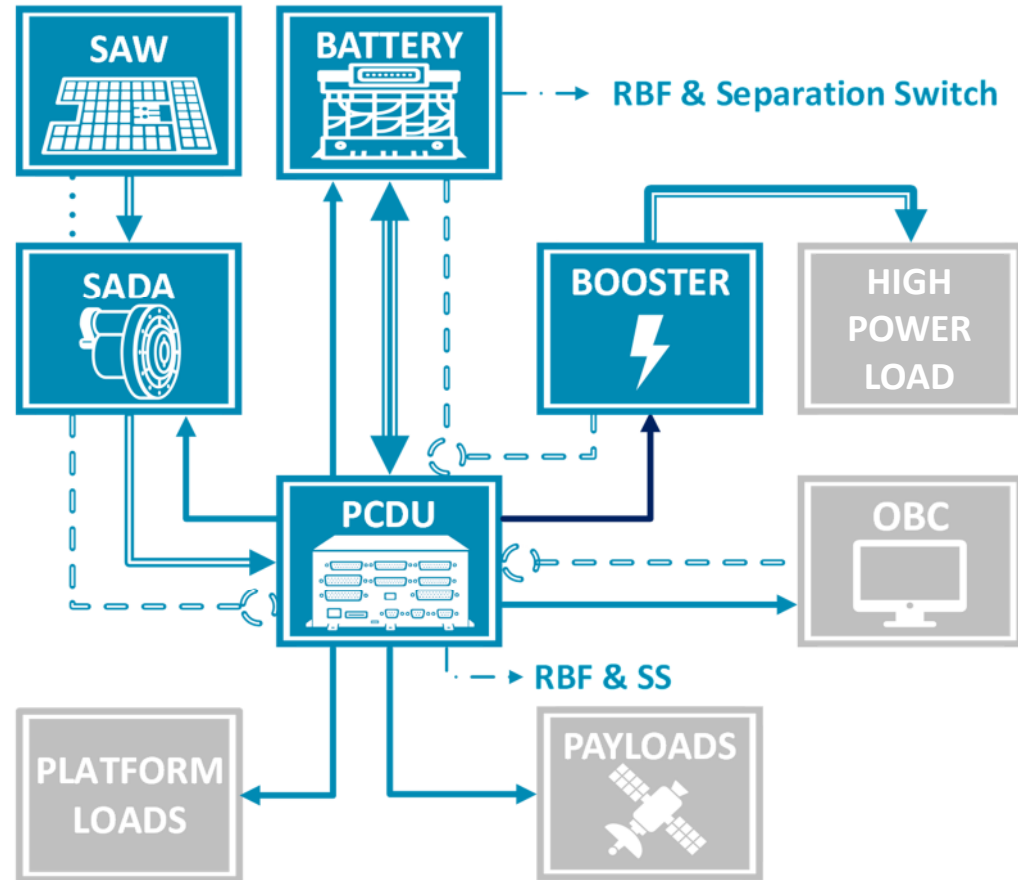 SAW
BATTERY
RBF & Separation Switch
SADA
BOOSTER
HIGH
POWER
LOAD
PCDU
OBC
RBF & SS
PLATFORM
LOADS
PAYLOADS